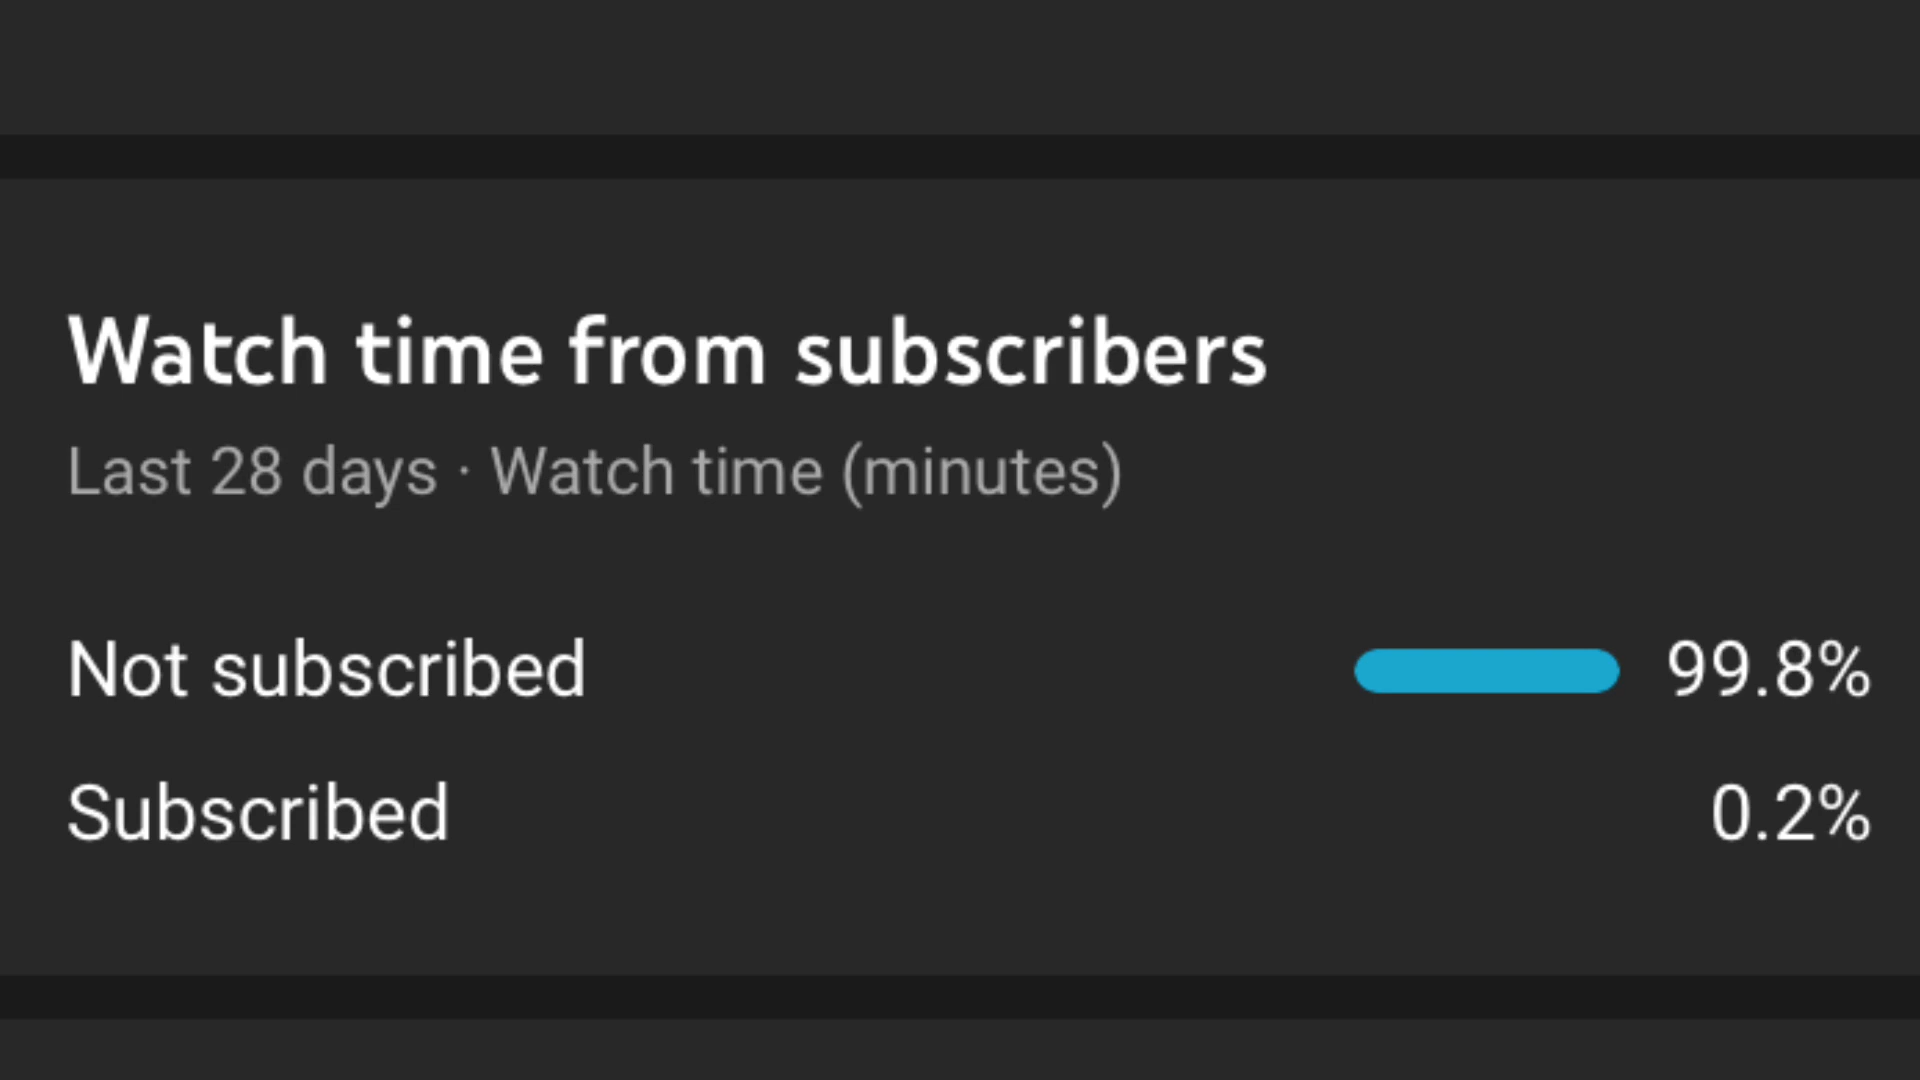 Watch time from subscribers
Last 28 days · Watch time (minutes)
Not subscribed 99.8%
Subscribed 0.2%